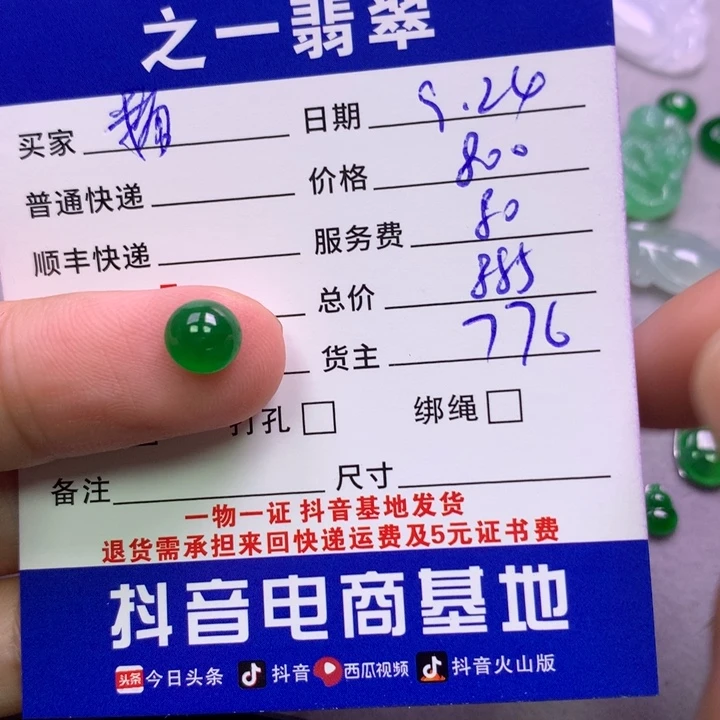 之一翡翠
买家 日期 9.24
普通快递 价格 800
顺丰快递 服务费 80
总价 885
货主 776
打孔 绑绳
备注 尺寸
一物一证 抖音基地发货
退货需承担来回快递运费及5元证书费
抖音电商基地
头条 今日头条 抖音 西瓜视频 抖音火山版